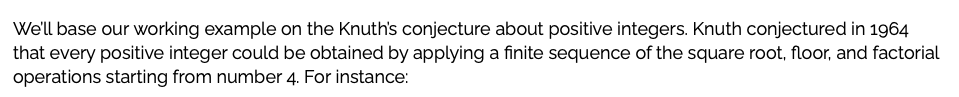 We'll base our working example on the Knuth's conjecture about positive integers. Knuth conjectured in 1964
that every positive integer could be obtained by applying a finite sequence of the square root, floor, and factorial
operations starting from number 4. For instance: